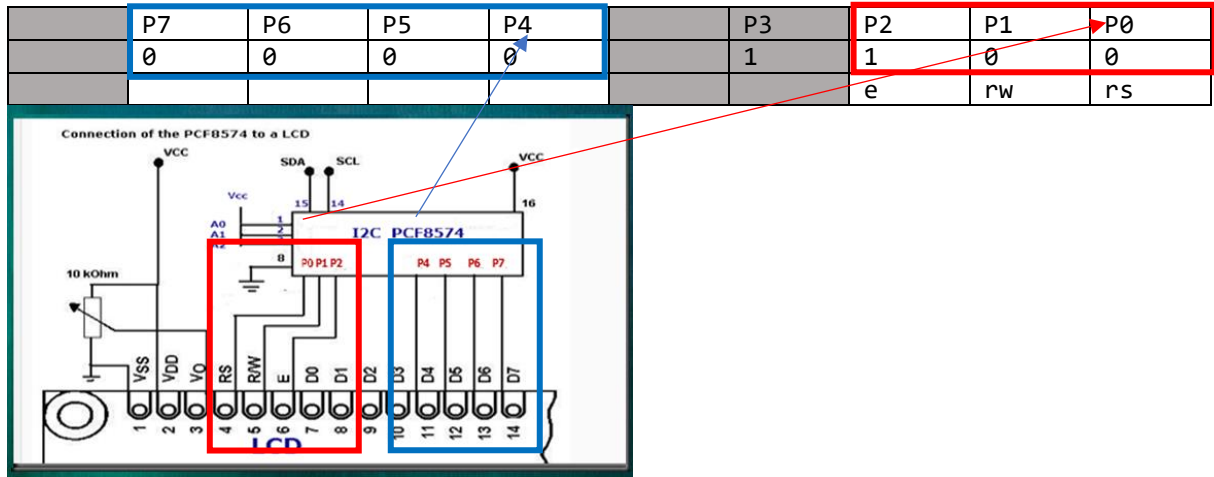 P7 P6 P5 P4 P3 P2 P1 P0
0 0 0 0 1 1 0 0
e rw rs
Connection of the PCF8574 to a LCD
VCC SDA SCL VCC
Vcc 15 14 16
A0 1
A1 2
A2
I2C PCF8574
8 P0 P1 P2 P4 P5 P6 P7
10 kOhm
VSS VDD VO RS R/W E D0 D1 D2 D3 D4 D5 D6 D7
1 2 3 4 5 6 7 8 9 10 11 12 13 14
LCD